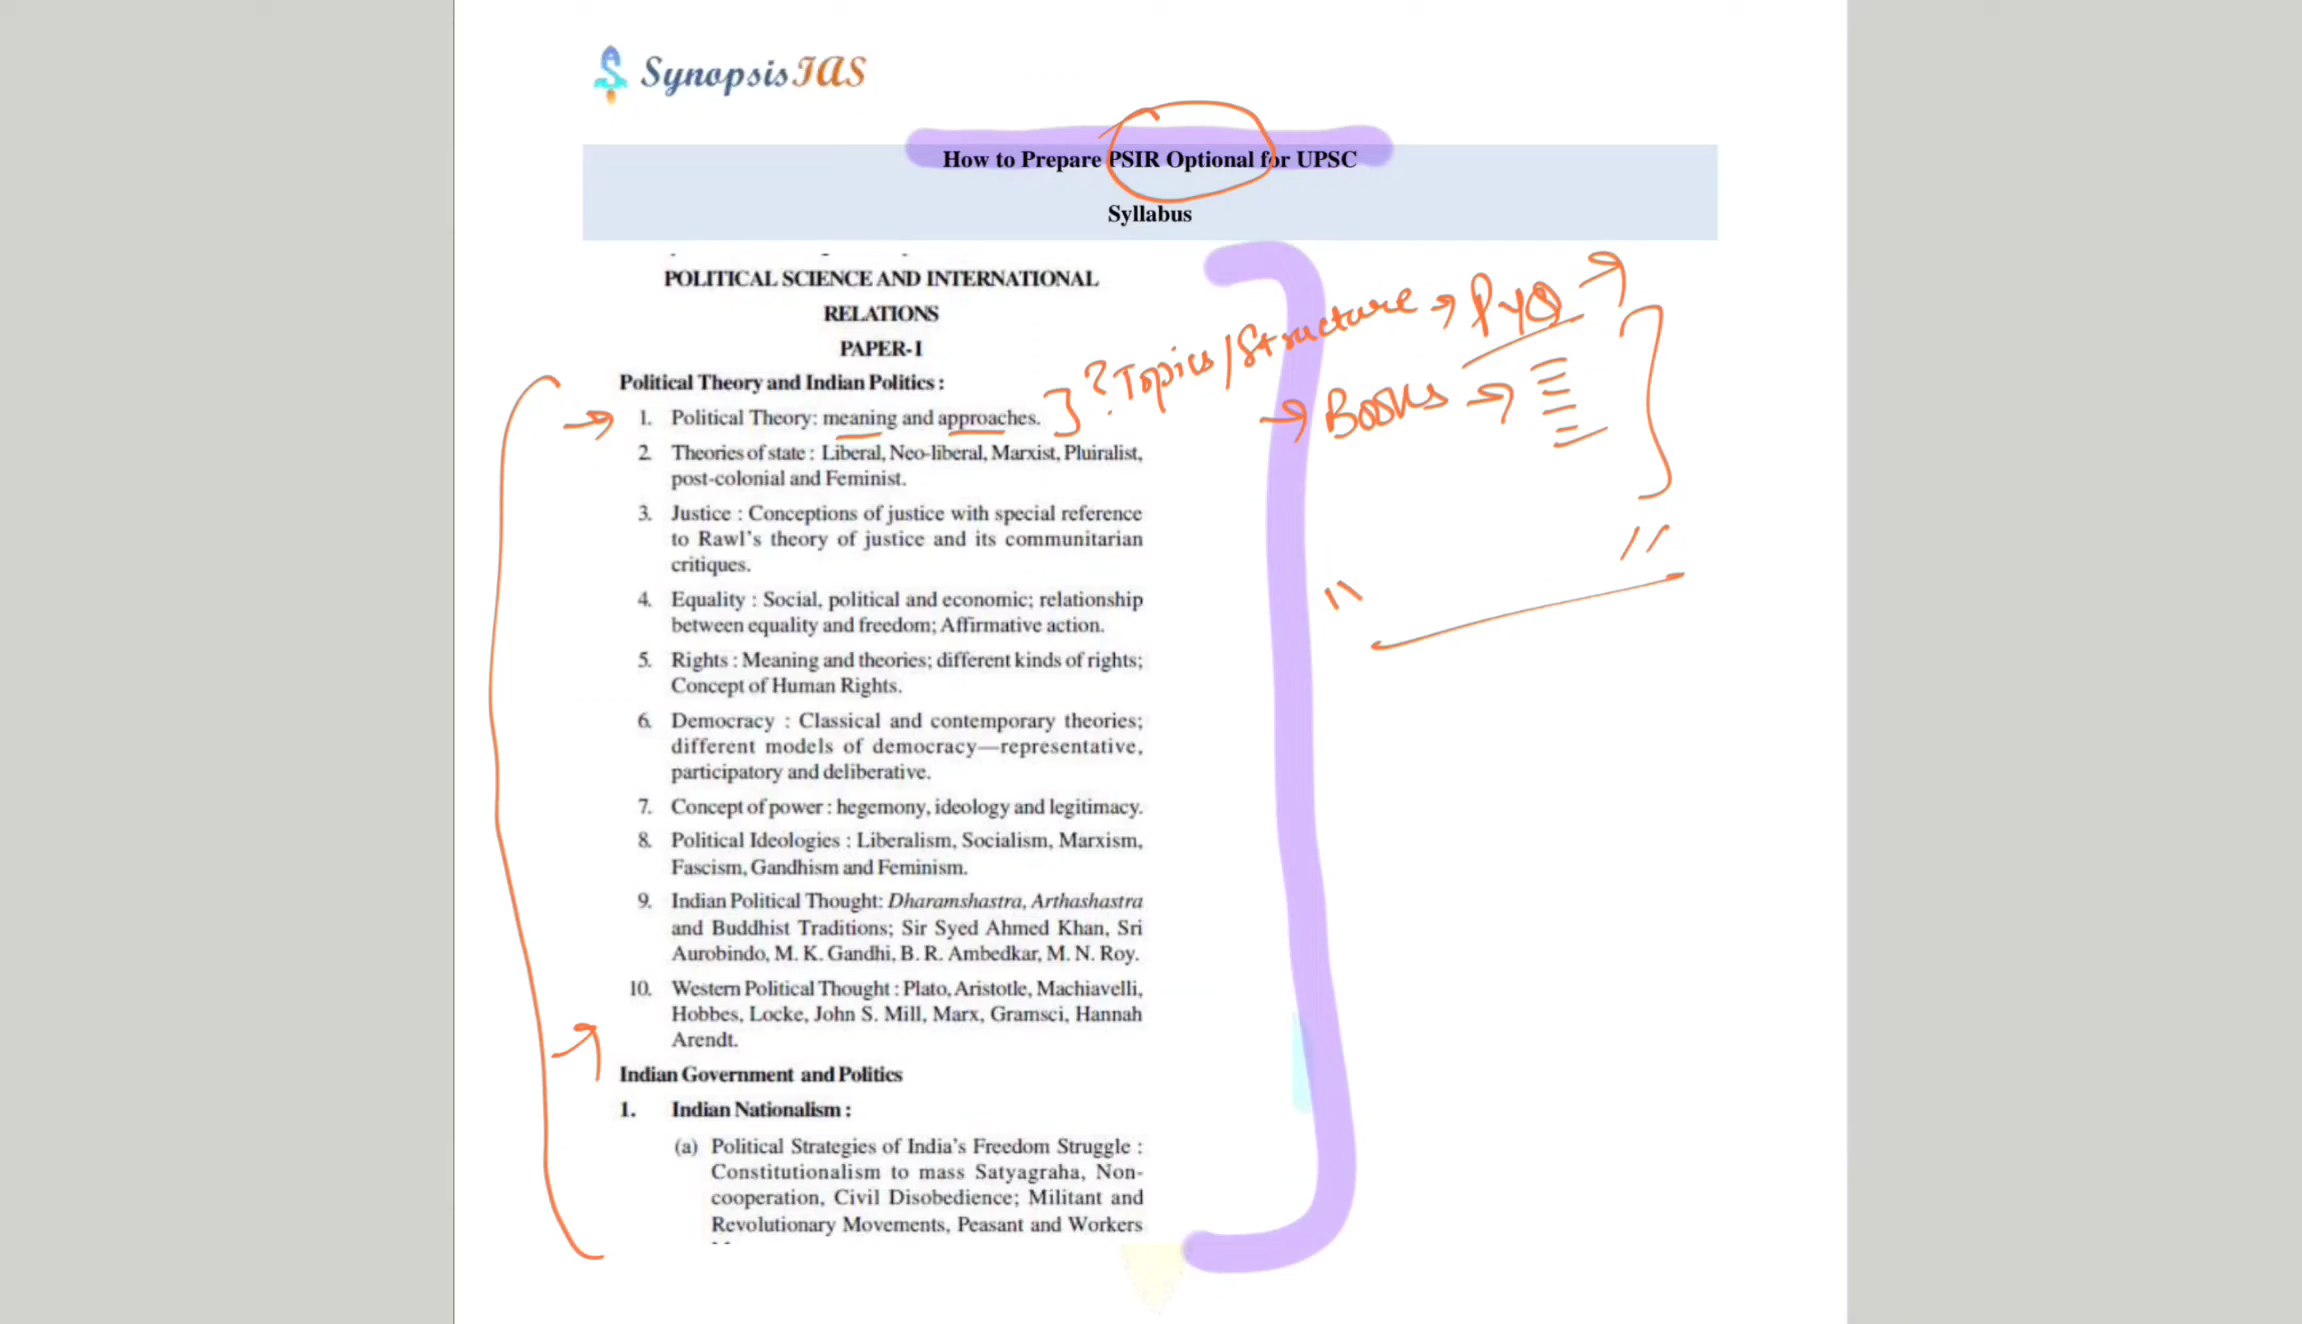 SynopsisIAS
How to Prepare PSIR Optional for UPSC
Syllabus
POLITICAL SCIENCE AND INTERNATIONAL
RELATIONS
PAPER-I
Political Theory and Indian Politics :
1. Political Theory: meaning and approaches.
? Topics/Structure → PYQ
→ Books →
2. Theories of state : Liberal, Neo-liberal, Marxist, Pluiralist,
post-colonial and Feminist.
3. Justice : Conceptions of justice with special reference
to Rawl's theory of justice and its communitarian
critiques.
4. Equality : Social, political and economic; relationship
between equality and freedom; Affirmative action.
5. Rights : Meaning and theories; different kinds of rights;
Concept of Human Rights.
6. Democracy : Classical and contemporary theories;
different models of democracy—representative,
participatory and deliberative.
7. Concept of power : hegemony, ideology and legitimacy.
8. Political Ideologies : Liberalism, Socialism, Marxism,
Fascism, Gandhism and Feminism.
9. Indian Political Thought: Dharamshastra, Arthashastra
and Buddhist Traditions; Sir Syed Ahmed Khan, Sri
Aurobindo, M. K. Gandhi, B. R. Ambedkar, M. N. Roy.
10. Western Political Thought : Plato, Aristotle, Machiavelli,
Hobbes, Locke, John S. Mill, Marx, Gramsci, Hannah
Arendt.
Indian Government and Politics
1. Indian Nationalism :
(a) Political Strategies of India's Freedom Struggle :
Constitutionalism to mass Satyagraha, Non-
cooperation, Civil Disobedience; Militant and
Revolutionary Movements, Peasant and Workers